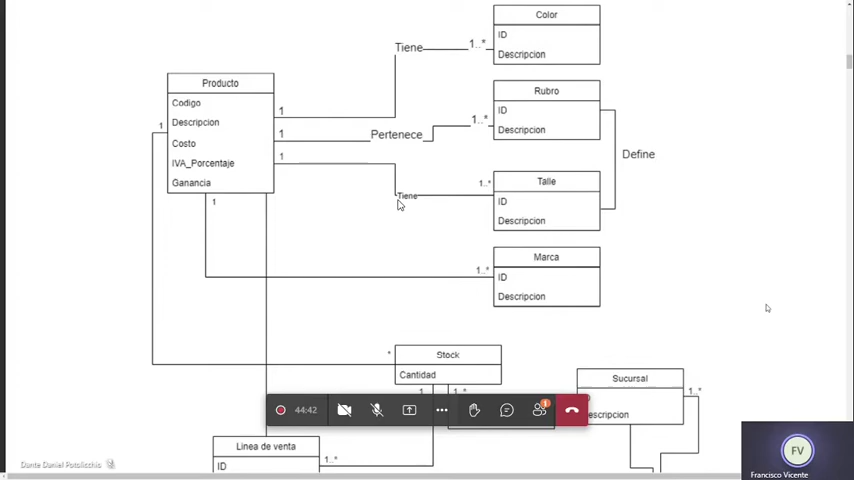 Color
ID
Descripcion
Tiene
1..*
Producto
Codigo
Descripcion
Costo
IVA_Porcentaje
Ganancia
1
1
1
1
1
Rubro
ID
Descripcion
Pertenece
1..*
Define
Talle
ID
Descripcion
Tiene
1..*
Marca
ID
Descripcion
1..*
Stock
Cantidad
*
1
1..*
Sucursal
escripcion
1..*
44:42
1
Linea de venta
ID
1..*
Dante Daniel Potolicchio
FV
Francisco Vicente